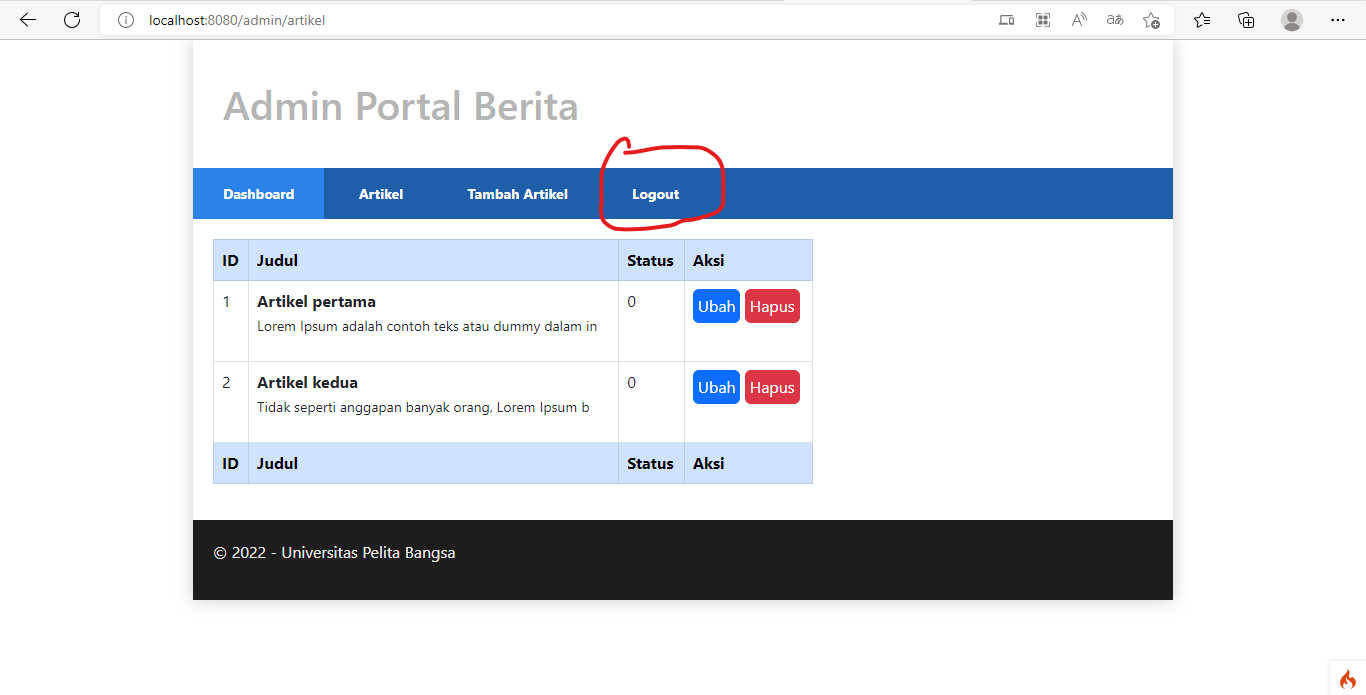 localhost:8080/admin/artikel
Admin Portal Berita
Dashboard Artikel Tambah Artikel Logout
ID Judul Status Aksi
1 Artikel pertama 0 Ubah Hapus
Lorem Ipsum adalah contoh teks atau dummy dalam in
2 Artikel kedua 0 Ubah Hapus
Tidak seperti anggapan banyak orang, Lorem Ipsum b
ID Judul Status Aksi
© 2022 - Universitas Pelita Bangsa